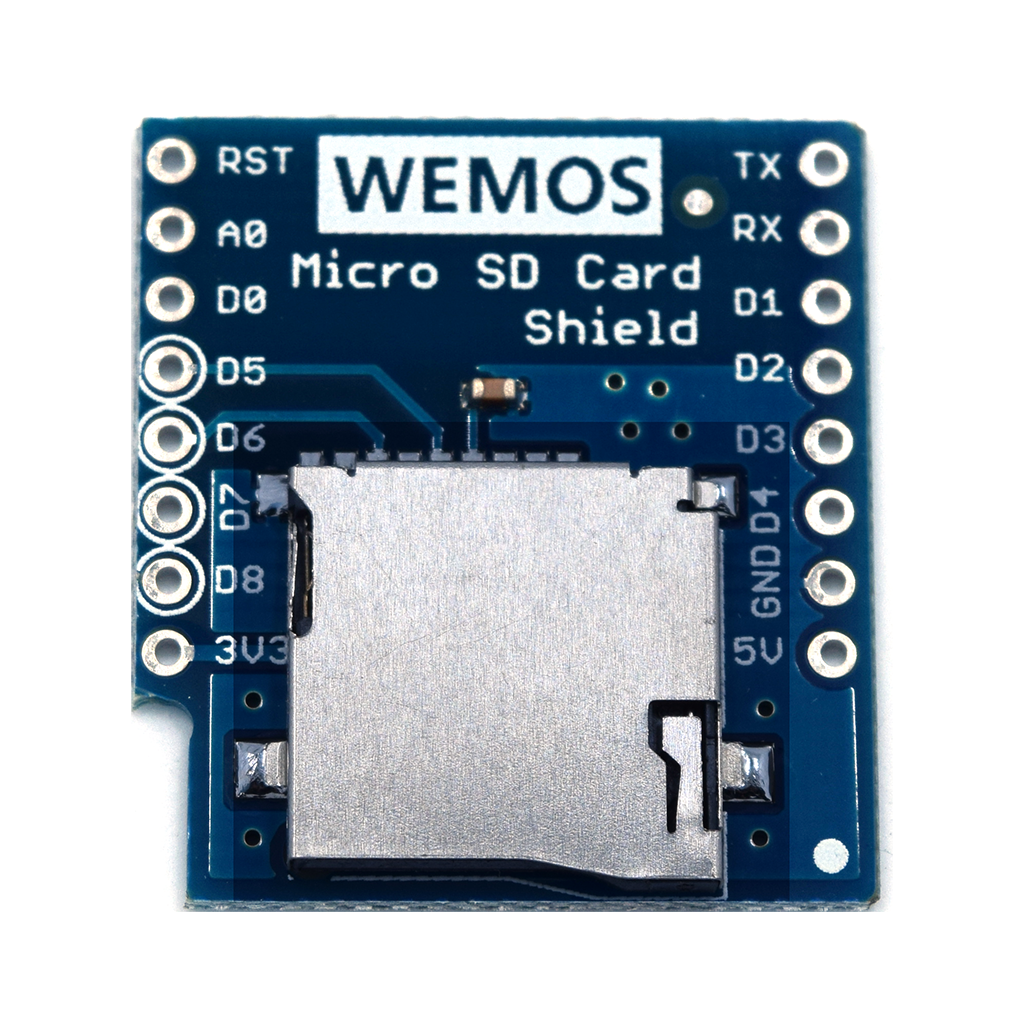 WEMOS
Micro SD Card
Shield
RST
A0
D0
D5
D6
D7
D8
3V3
TX
RX
D1
D2
D3
D4
GND
5V